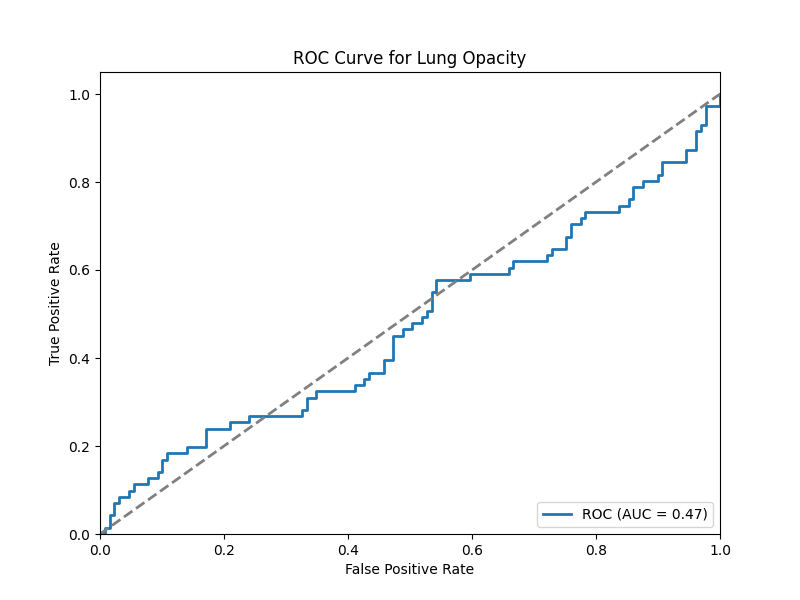 ROC Curve for Lung Opacity
True Positive Rate
1.0
0.8
0.6
0.4
0.2
0.0
0.0 0.2 0.4 0.6 0.8 1.0
False Positive Rate
ROC (AUC = 0.47)